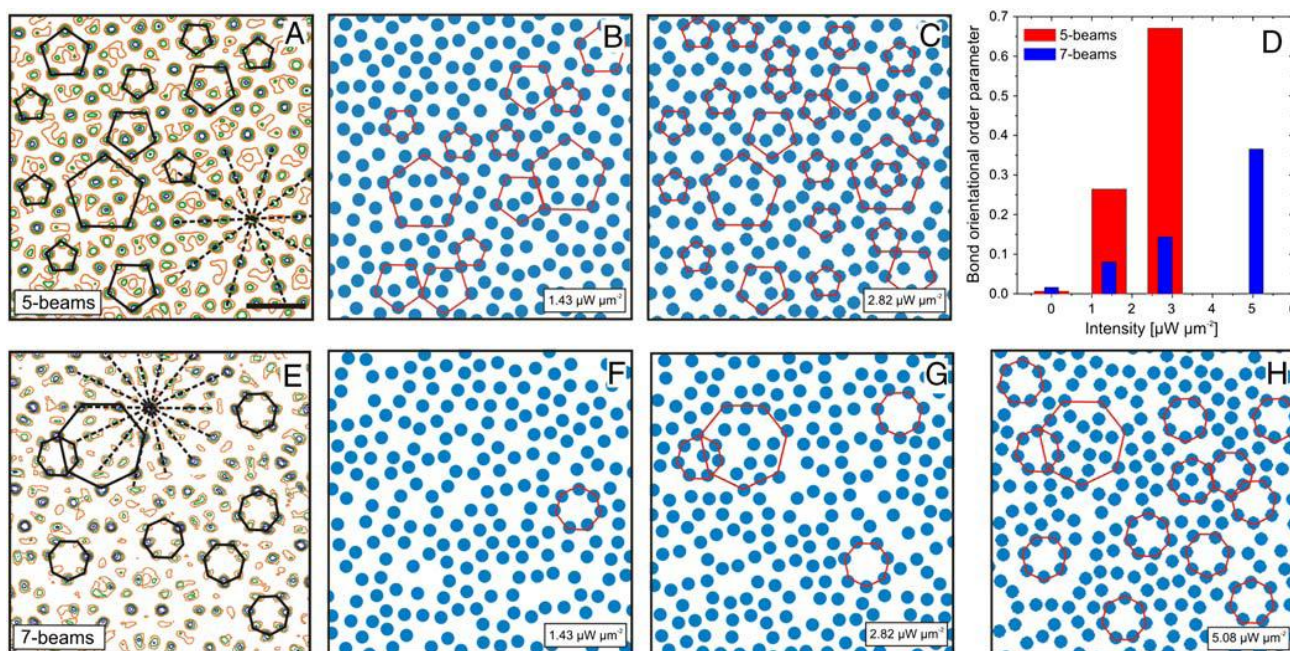 A
5-beams
B
1.43 µW µm⁻²
C
2.82 µW µm⁻²
D
5-beams
7-beams
Bond orientational order parameter
0.7
0.6
0.5
0.4
0.3
0.2
0.1
0.0
0 1 2 3 4 5
Intensity [µW µm⁻²]
E
7-beams
F
1.43 µW µm⁻²
G
2.82 µW µm⁻²
H
5.08 µW µm⁻²